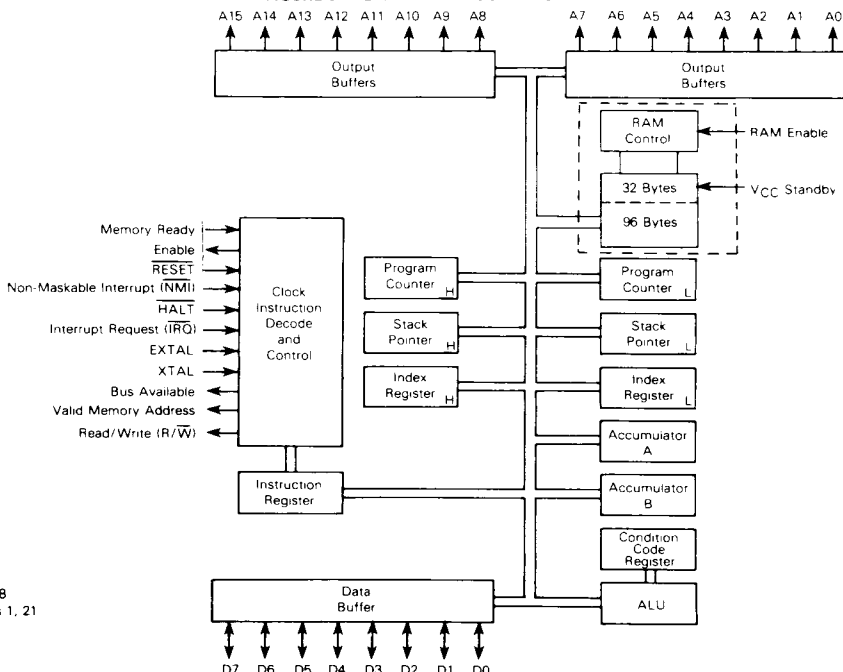 A15 A14 A13 A12 A11 A10 A9 A8 A7 A6 A5 A4 A3 A2 A1 A0
Output
Buffers
Output
Buffers
RAM
Control
RAM Enable
32 Bytes
VCC Standby
96 Bytes
Memory Ready
Enable
RESET
Non-Maskable Interrupt (NMI)
HALT
Interrupt Request (IRQ)
EXTAL
XTAL
Bus Available
Valid Memory Address
Read/Write (R/W)
Clock
Instruction
Decode
and
Control
Program
Counter H
Program
Counter L
Stack
Pointer H
Stack
Pointer L
Index
Register H
Index
Register L
Accumulator
A
Instruction
Register
Accumulator
B
Condition
Code
Register
8
1, 21
Data
Buffer
ALU
D7 D6 D5 D4 D3 D2 D1 D0